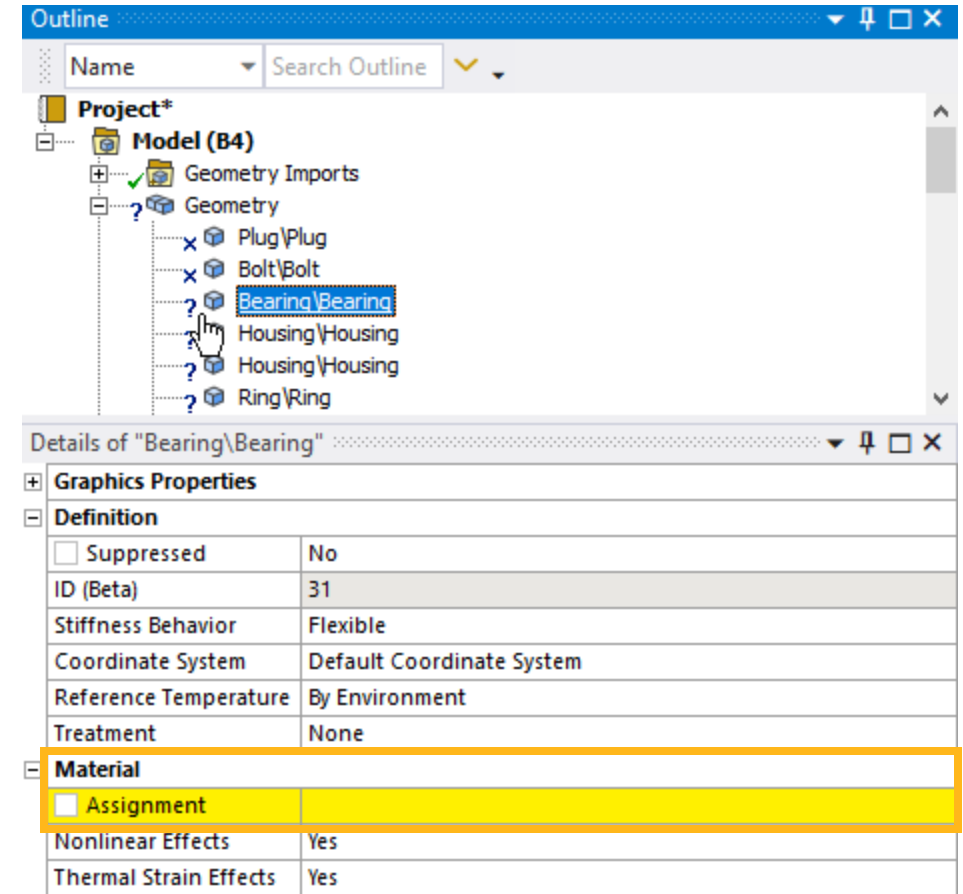 Outline
Name Search Outline
Project*
Model (B4)
Geometry Imports
Geometry
Plug\Plug
Bolt\Bolt
Bearing\Bearing
Housing\Housing
Housing\Housing
Ring\Ring
Details of "Bearing\Bearing"
Graphics Properties
Definition
Suppressed No
ID (Beta) 31
Stiffness Behavior Flexible
Coordinate System Default Coordinate System
Reference Temperature By Environment
Treatment None
Material
Assignment
Nonlinear Effects Yes
Thermal Strain Effects Yes